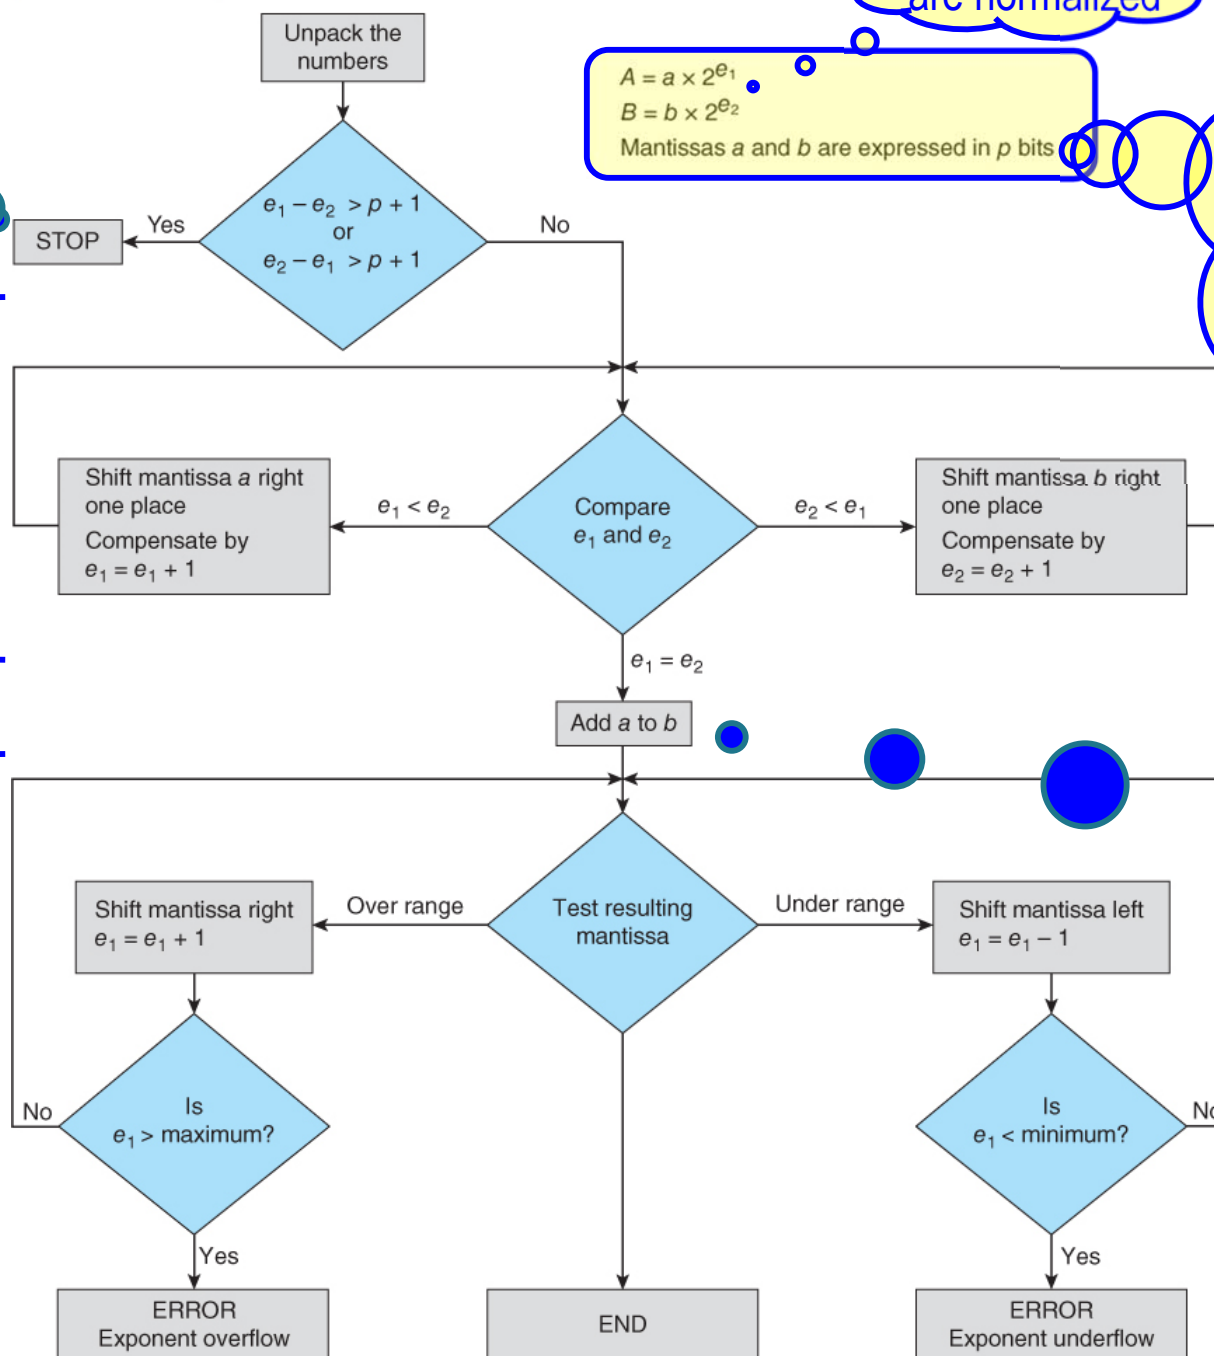 are normalized
Unpack the
numbers
A = a × 2^e₁
B = b × 2^e₂
Mantissas a and b are expressed in p bits
e₁ – e₂ > p + 1
or
e₂ – e₁ > p + 1
Yes
No
STOP
Shift mantissa a right
one place
Compensate by
e₁ = e₁ + 1
e₁ < e₂
Compare
e₁ and e₂
e₂ < e₁
Shift mantissa b right
one place
Compensate by
e₂ = e₂ + 1
e₁ = e₂
Add a to b
Shift mantissa right
e₁ = e₁ + 1
Over range
Test resulting
mantissa
Under range
Shift mantissa left
e₁ = e₁ – 1
No
Is
e₁ > maximum?
Is
e₁ < minimum?
Yes
Yes
ERROR
Exponent overflow
END
ERROR
Exponent underflow